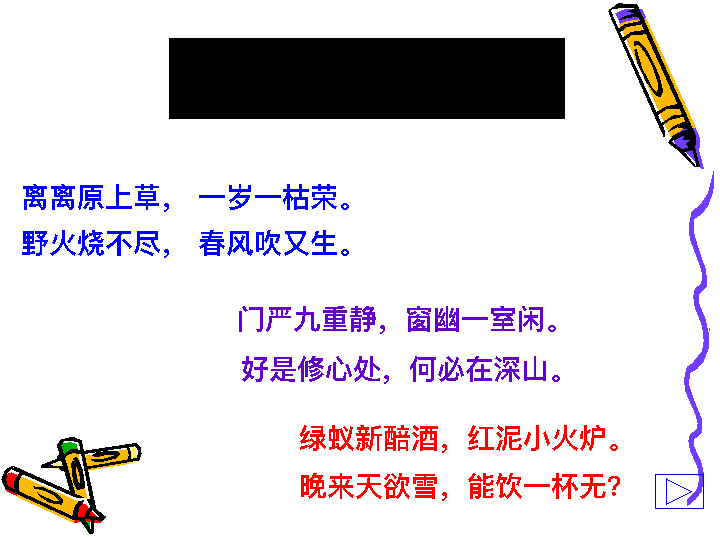 离离原上草， 一岁一枯荣。
野火烧不尽， 春风吹又生。
门严九重静，窗幽一室闲。
好是修心处，何必在深山。
绿蚁新醅酒，红泥小火炉。
晚来天欲雪，能饮一杯无？